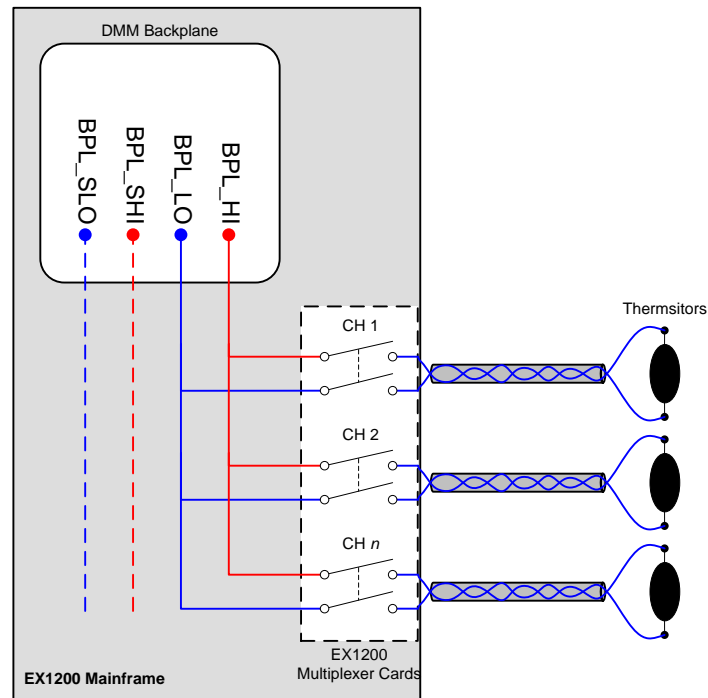 DMM Backplane
BPL_SLO
BPL_SHI
BPL_LO
BPL_HI
CH 1
Thermsitors
CH 2
CH n
EX1200
Multiplexer Cards
EX1200 Mainframe